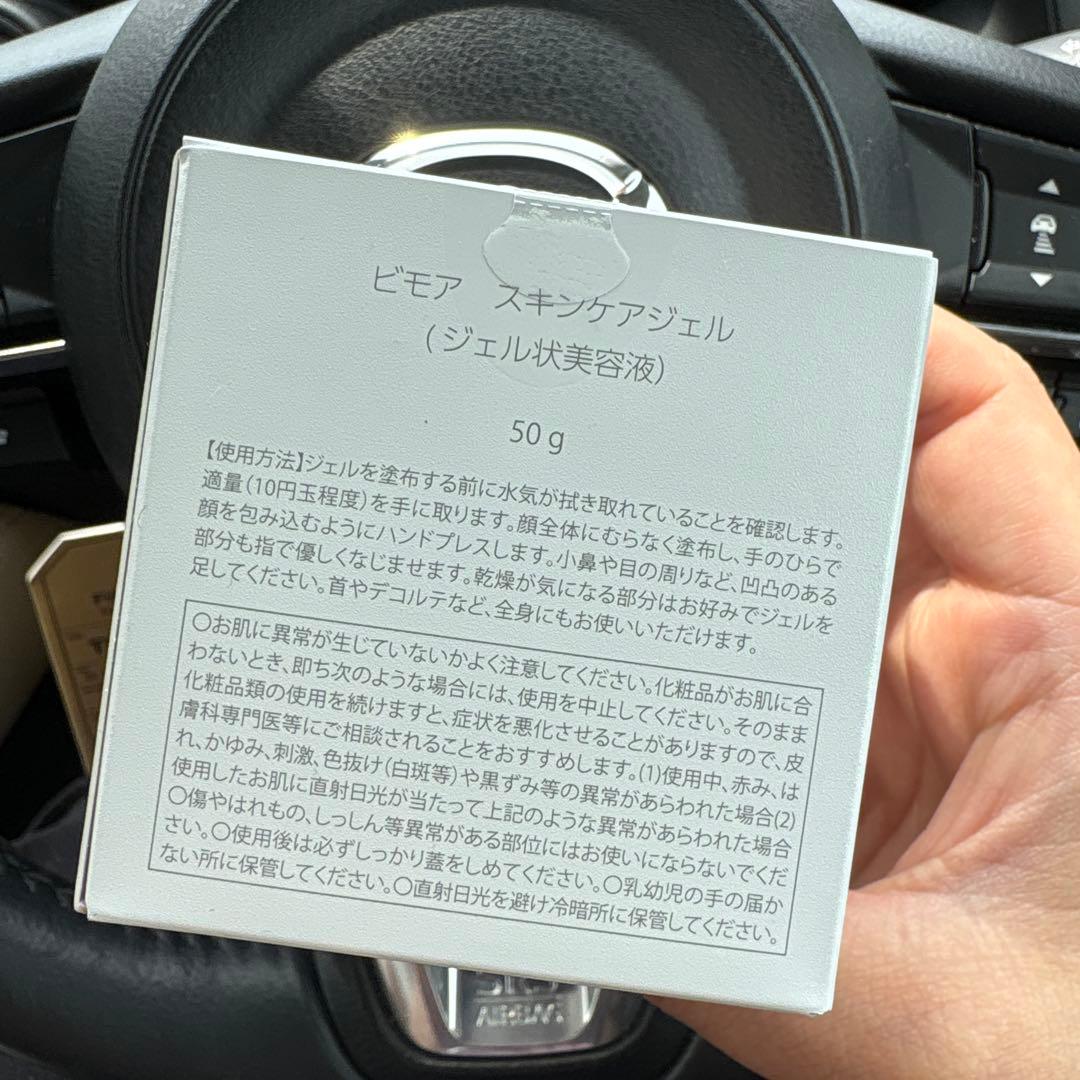 ビモア　スキンケアジェル
(ジェル状美容液)
50 g
【使用方法】ジェルを塗布する前に水気が拭き取れていることを確認します。
適量(10円玉程度)を手に取ります。顔全体にむらなく塗布し、手のひらで
顔を包み込むようにハンドプレスします。小鼻や目の周りなど、凹凸のある
部分も指で優しくなじませます。乾燥が気になる部分はお好みでジェルを
足してください。首やデコルテなど、全身にもお使いいただけます。
〇お肌に異常が生じていないかよく注意してください。化粧品がお肌に合
わないとき、即ち次のような場合には、使用を中止してください。そのまま
化粧品類の使用を続けますと、症状を悪化させることがありますので、皮
膚科専門医等にご相談されることをおすすめします。(1)使用中、赤み、は
れ、かゆみ、刺激、色抜け(白斑等)や黒ずみ等の異常があらわれた場合(2)
使用したお肌に直射日光が当たって上記のような異常があらわれた場合
〇傷やはれもの、しっしん等異常がある部位にはお使いにならないでくだ
さい。〇使用後は必ずしっかり蓋をしめてください。〇乳幼児の手の届か
ない所に保管してください。〇直射日光を避け冷暗所に保管してください。
SRS
AIRBAG